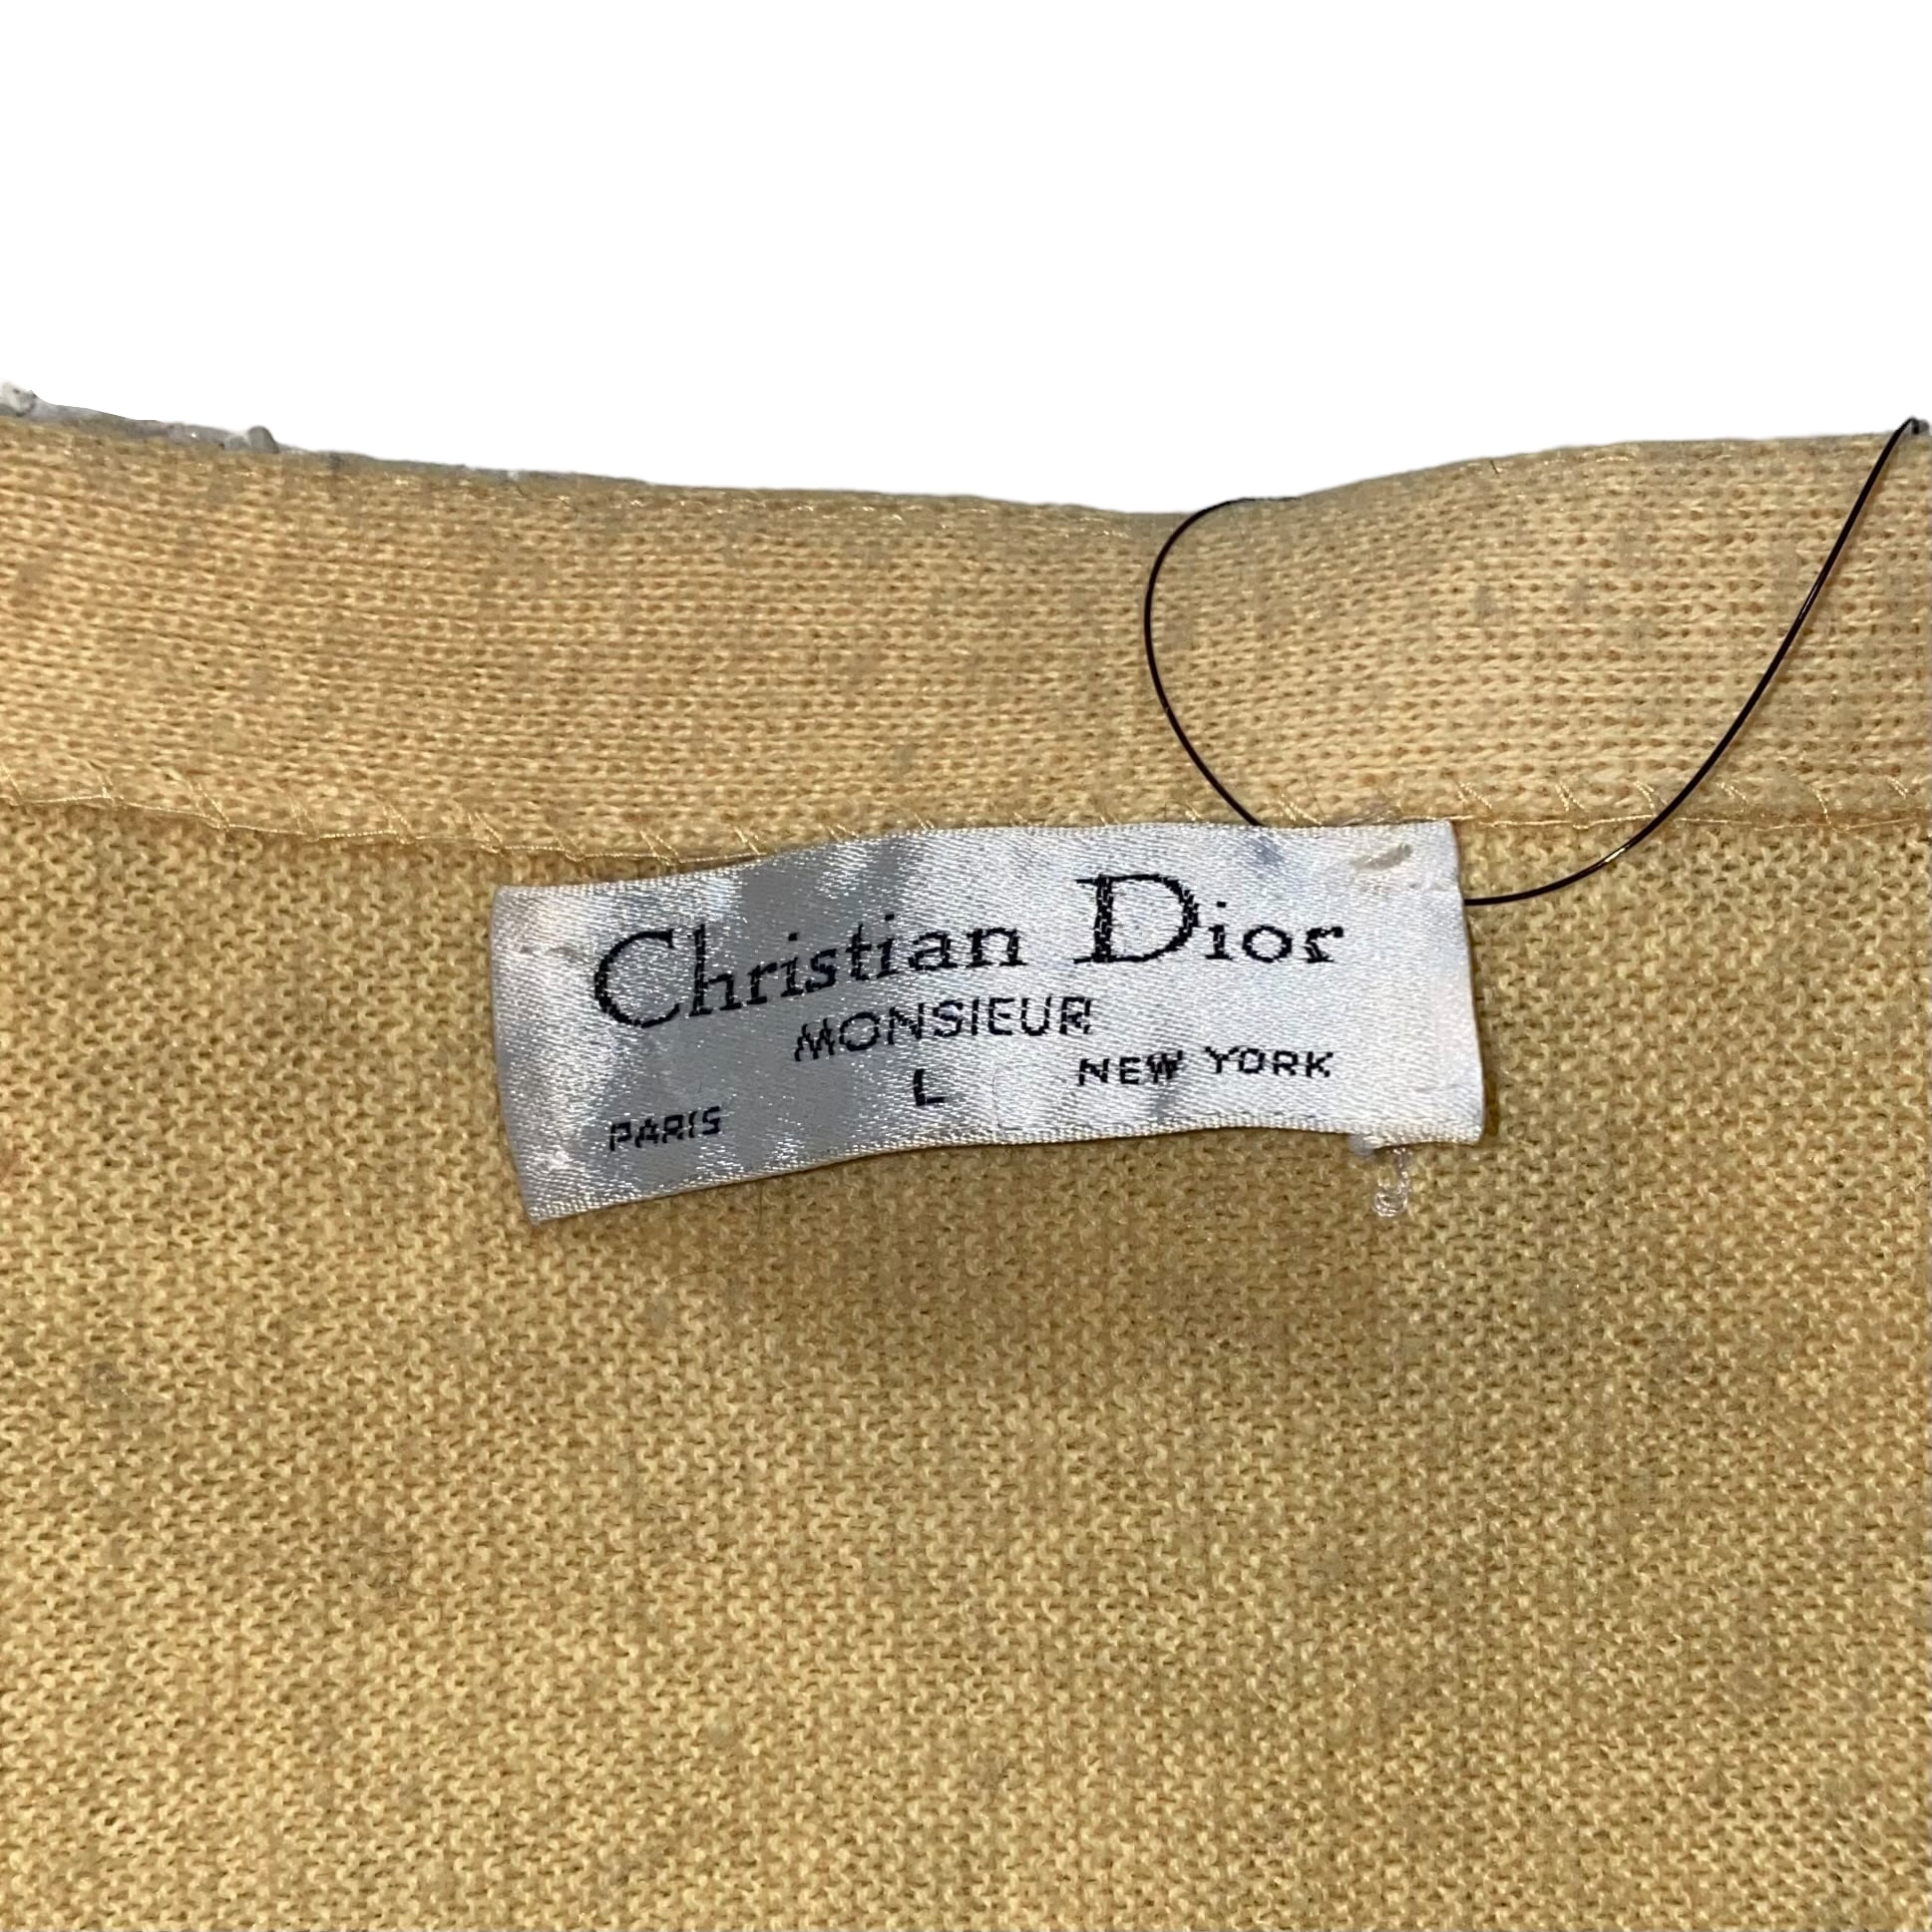 Christian Dior
MONSIEUR
L
PARIS NEW YORK